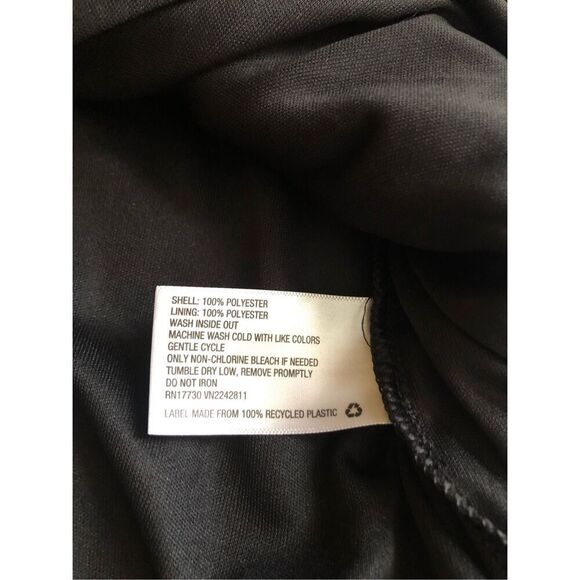 SHELL: 100% POLYESTER
LINING: 100% POLYESTER
WASH INSIDE OUT
MACHINE WASH COLD WITH LIKE COLORS
GENTLE CYCLE
ONLY NON-CHLORINE BLEACH IF NEEDED
TUMBLE DRY LOW, REMOVE PROMPTLY
DO NOT IRON
RN17730 VN2242811
LABEL MADE FROM 100% RECYCLED PLASTIC